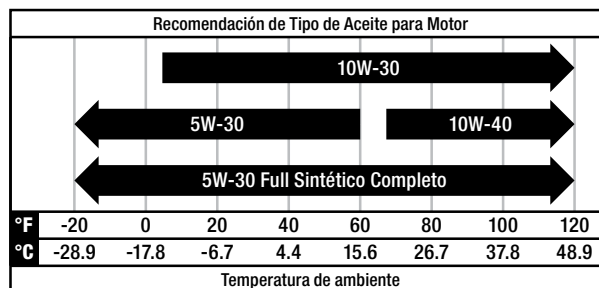 Recomendación de Tipo de Aceite para Motor
10W-30
5W-30 10W-40
5W-30 Full Sintético Completo
°F -20 0 20 40 60 80 100 120
°C -28.9 -17.8 -6.7 4.4 15.6 26.7 37.8 48.9
Temperatura de ambiente